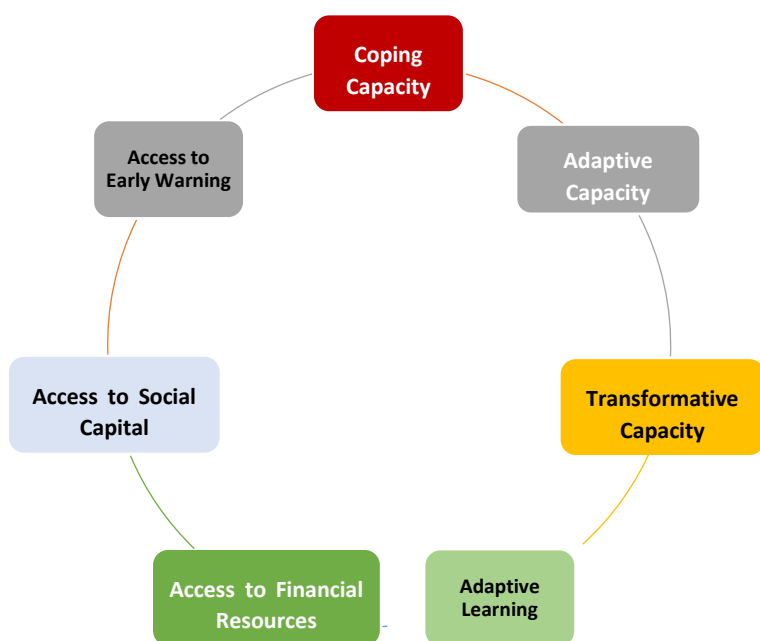 Coping
Capacity
Access to
Early Warning
Adaptive
Capacity
Access to Social
Capital
Transformative
Capacity
Access to Financial
Resources
Adaptive
Learning